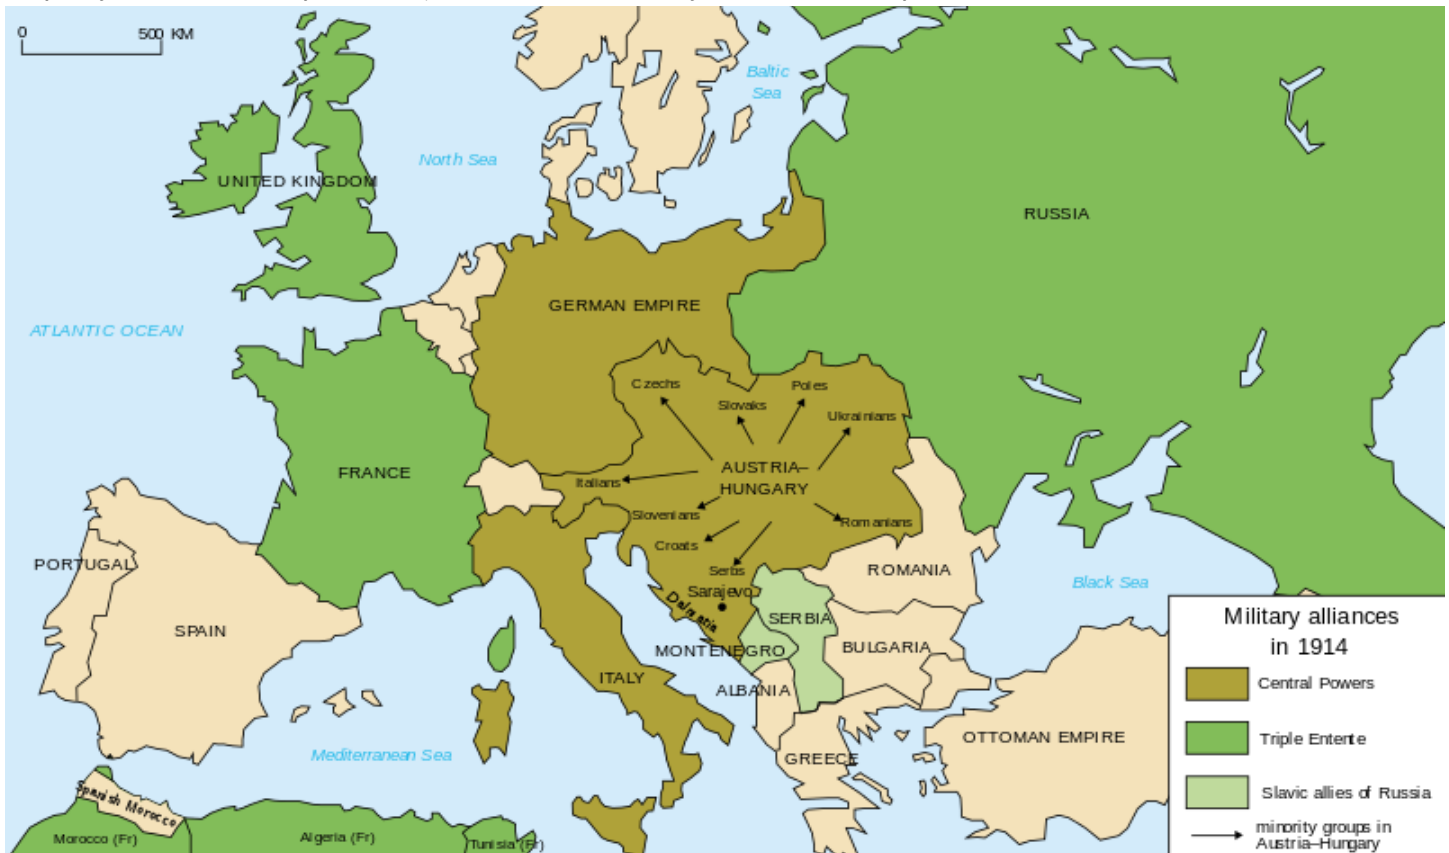 0 500 KM
Baltic
Sea
North Sea
UNITED KINGDOM
RUSSIA
GERMAN EMPIRE
ATLANTIC OCEAN
Czechs
Poles
Slovaks
Ukrainians
FRANCE
AUSTRIA–
HUNGARY
Italians
Slovenians
Romanians
Croats
Serbs
PORTUGAL
ROMANIA
Black Sea
Sarajevo
Dalmatia
SERBIA
SPAIN
MONTENEGRO
BULGARIA
ITALY
ALBANIA
OTTOMAN EMPIRE
Mediterranean Sea
GREECE
Spanish Morocco
Morocco (Fr)
Algeria (Fr)
Tunisia (Fr)
Military alliances
in 1914
Central Powers
Triple Entente
Slavic allies of Russia
minority groups in
Austria–Hungary